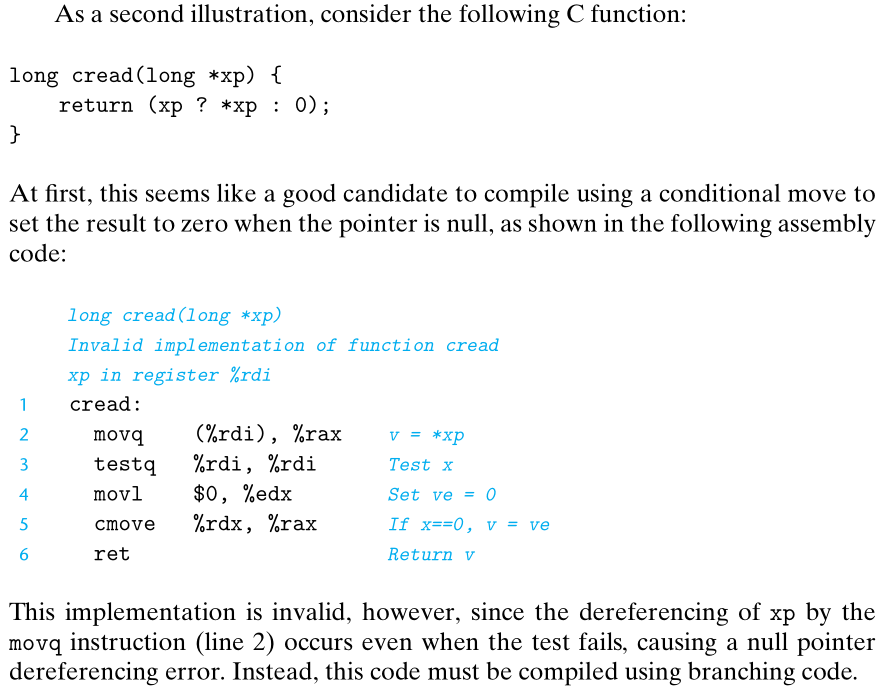 As a second illustration, consider the following C function:
long cread(long *xp) {
    return (xp ? *xp : 0);
}
At first, this seems like a good candidate to compile using a conditional move to
set the result to zero when the pointer is null, as shown in the following assembly
code:
long cread(long *xp)
Invalid implementation of function cread
xp in register %rdi
1 cread:
2 movq (%rdi), %rax v = *xp
3 testq %rdi, %rdi Test x
4 movl $0, %edx Set ve = 0
5 cmove %rdx, %rax If x==0, v = ve
6 ret Return v
This implementation is invalid, however, since the dereferencing of xp by the
movq instruction (line 2) occurs even when the test fails, causing a null pointer
dereferencing error. Instead, this code must be compiled using branching code.